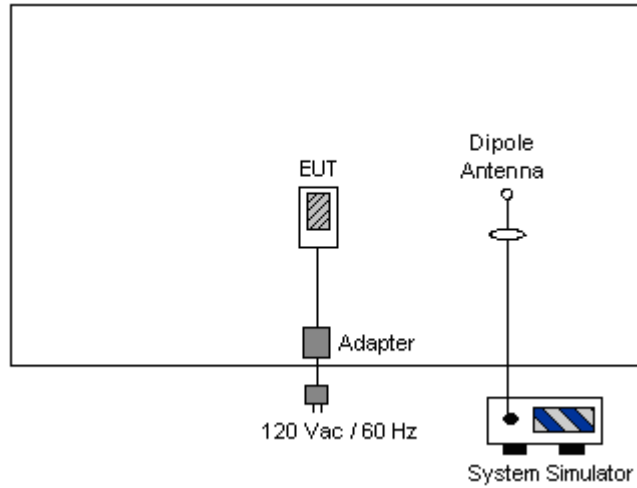 Dipole
Antenna
EUT
Adapter
120 Vac / 60 Hz
System Simulator